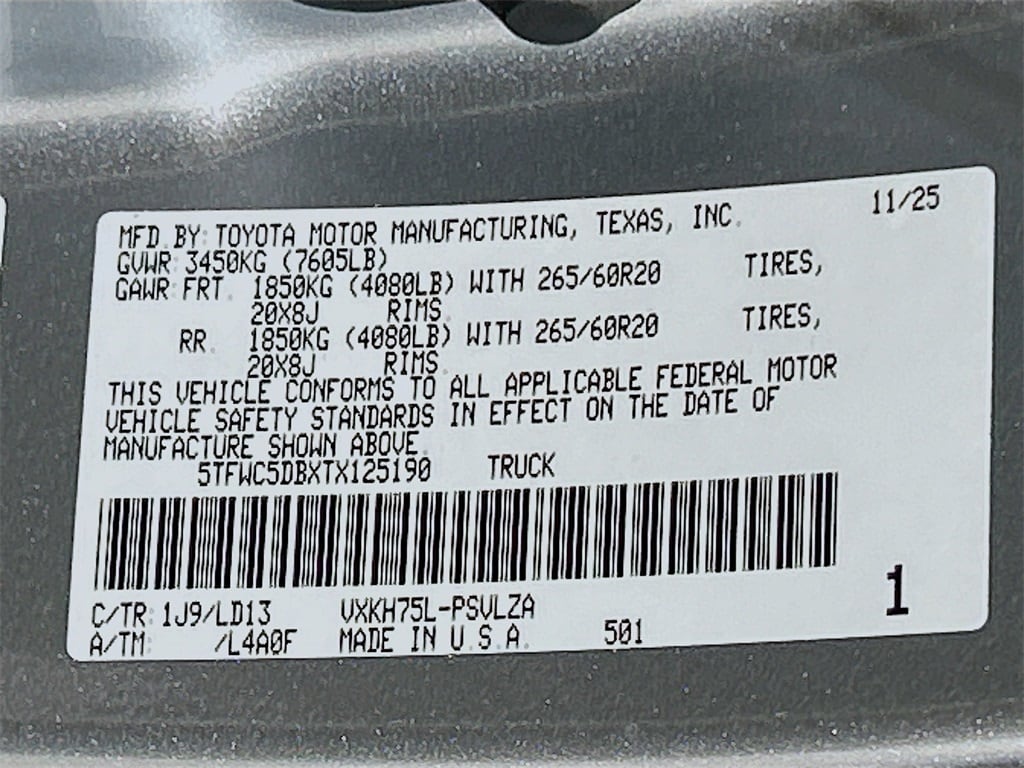 11/25
MFD. BY: TOYOTA MOTOR MANUFACTURING, TEXAS, INC.
GVWR 3450KG (7605LB)
GAWR FRT. 1850KG (4080LB) WITH 265/60R20 TIRES,
20X8J RIMS.
RR. 1850KG (4080LB) WITH 265/60R20 TIRES,
20X8J RIMS.
THIS VEHICLE CONFORMS TO ALL APPLICABLE FEDERAL MOTOR
VEHICLE SAFETY STANDARDS IN EFFECT ON THE DATE OF
MANUFACTURE SHOWN ABOVE.
5TFWC5DBXTX125190 TRUCK
C/TR: 1J9/LD13 VXKH75L-PSVLZA
A/TM: /L4A0F MADE IN U.S.A. 501
1